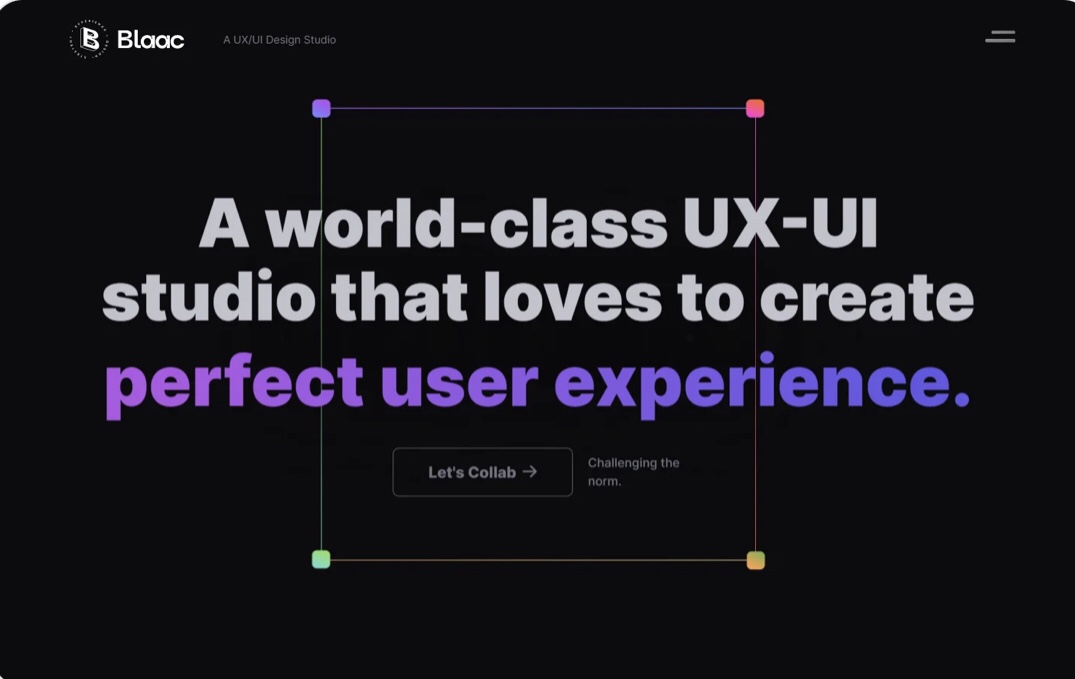 Blaac
A UX/UI Design Studio
A world-class UX-UI
studio that loves to create
perfect user experience.
Let's Collab →
Challenging the
norm.